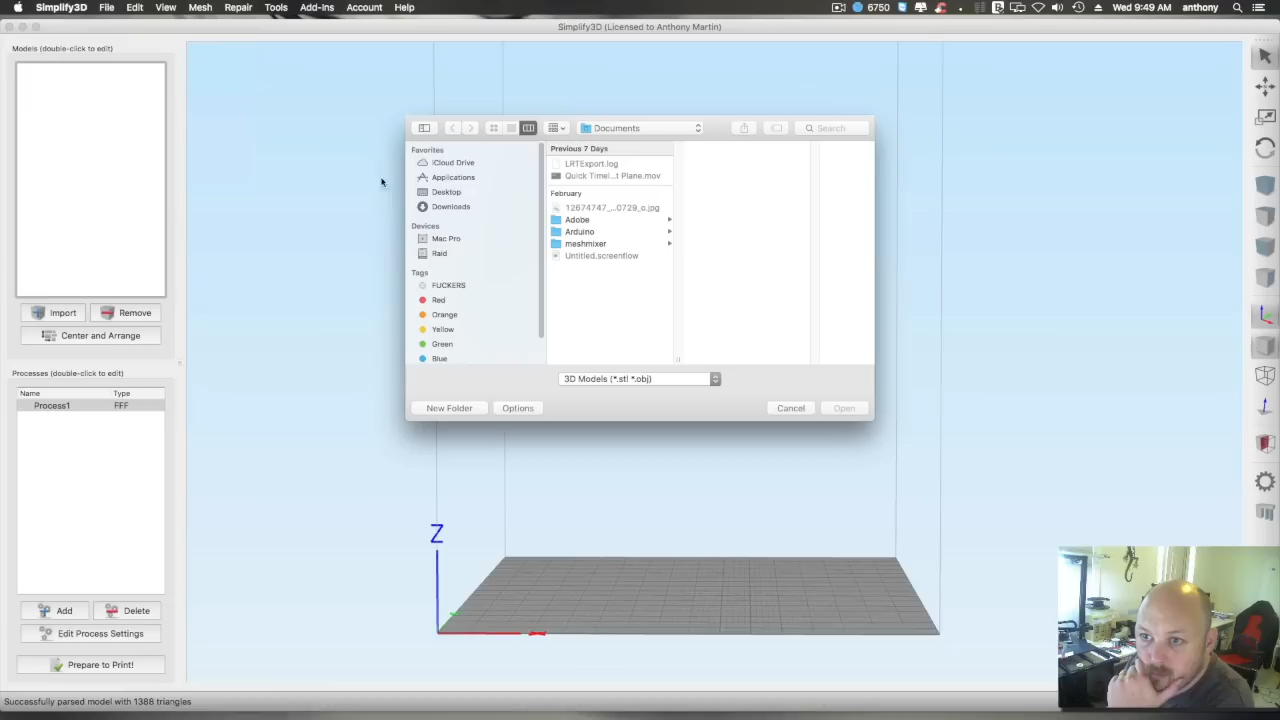 Simplify3D File Edit View Mesh Repair Tools Add-Ins Account Help 6750 Wed 9:49 AM anthony
Simplify3D (Licensed to Anthony Martin)
Models (double-click to edit)
Import Remove
Center and Arrange
Processes (double-click to edit)
Name Type
Process1 FFF
Add Delete
Edit Process Settings
Prepare to Print!
Successfully parsed model with 1388 triangles
Documents
Search
Favorites
iCloud Drive
Applications
Desktop
Downloads
Devices
Mac Pro
Raid
Tags
FUCKERS
Red
Orange
Yellow
Green
Blue
Previous 7 Days
LRTExport.log
Quick Timel...t Plane.mov
February
12674747_...0729_o.jpg
Adobe
Arduino
meshmixer
Untitled.screenflow
3D Models (*.stl *.obj)
New Folder Options Cancel Open
Z